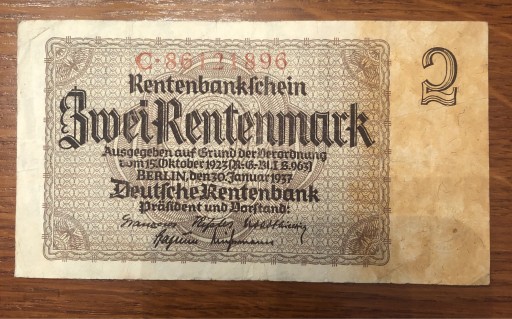 C·86121896
2
Rentenbankschein
Zwei Rentenmark
Ausgegeben auf Grund der Verordnung
vom 15. Oktober 1923 (R-G-Bl. I S. 963)
BERLIN, den 30. Januar 1937
Deutsche Rentenbank
Präsident und Vorstand: